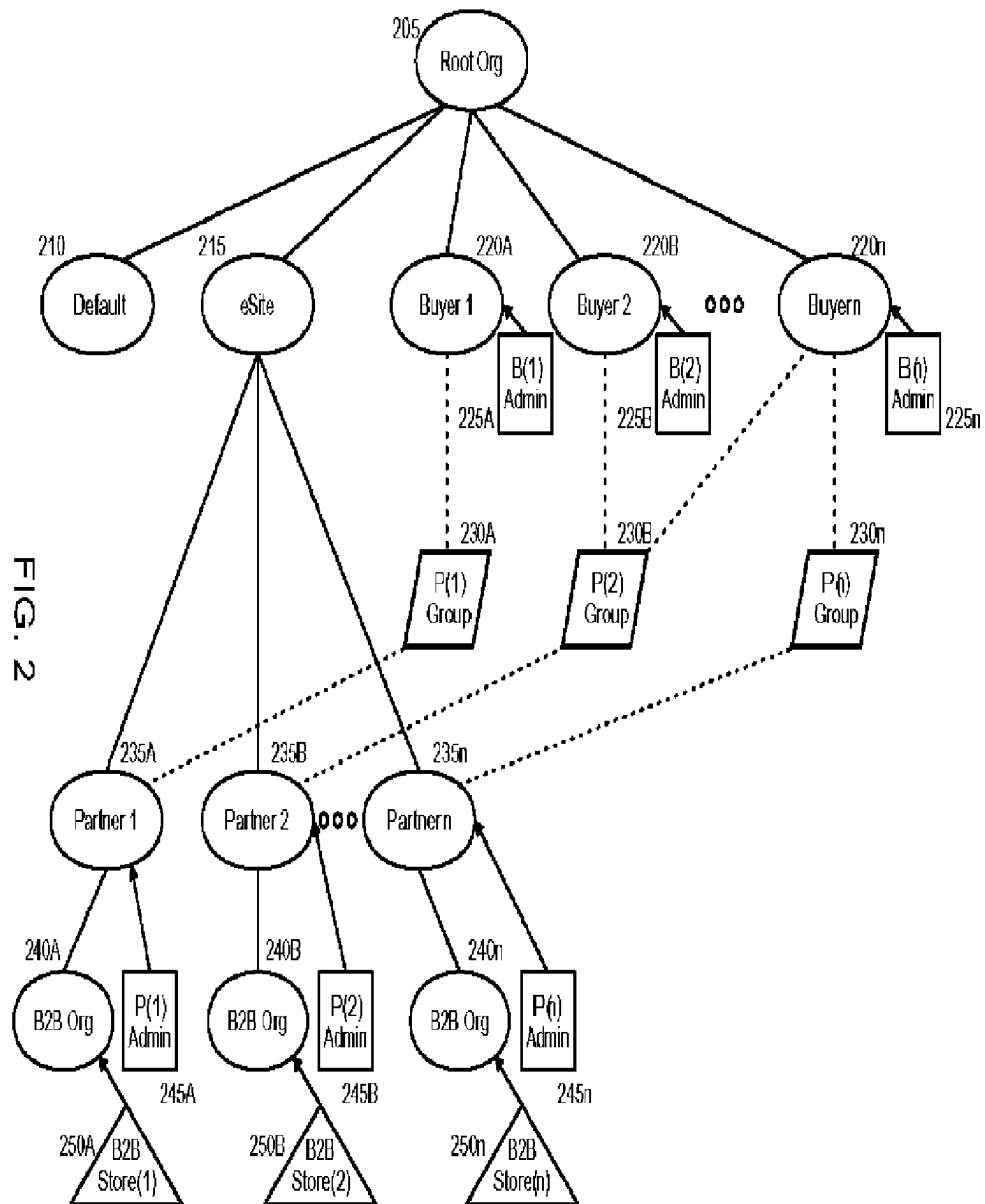 205
Root Org
210
215
220A
220B
220n
Default
eSite
Buyer 1
Buyer 2
ooo
Buyern
B(1)
Admin
B(2)
Admin
B(i)
Admin
225A
225B
225n
230A
230B
230n
P(1)
Group
P(2)
Group
P(i)
Group
FIG. 2
235A
235B
235n
Partner 1
Partner 2
ooo
Partnern
240A
240B
240n
B2B Org
P(1)
Admin
B2B Org
P(2)
Admin
B2B Org
P(i)
Admin
245A
245B
245n
250A
B2B
Store(1)
250B
B2B
Store(2)
250n
B2B
Store(n)